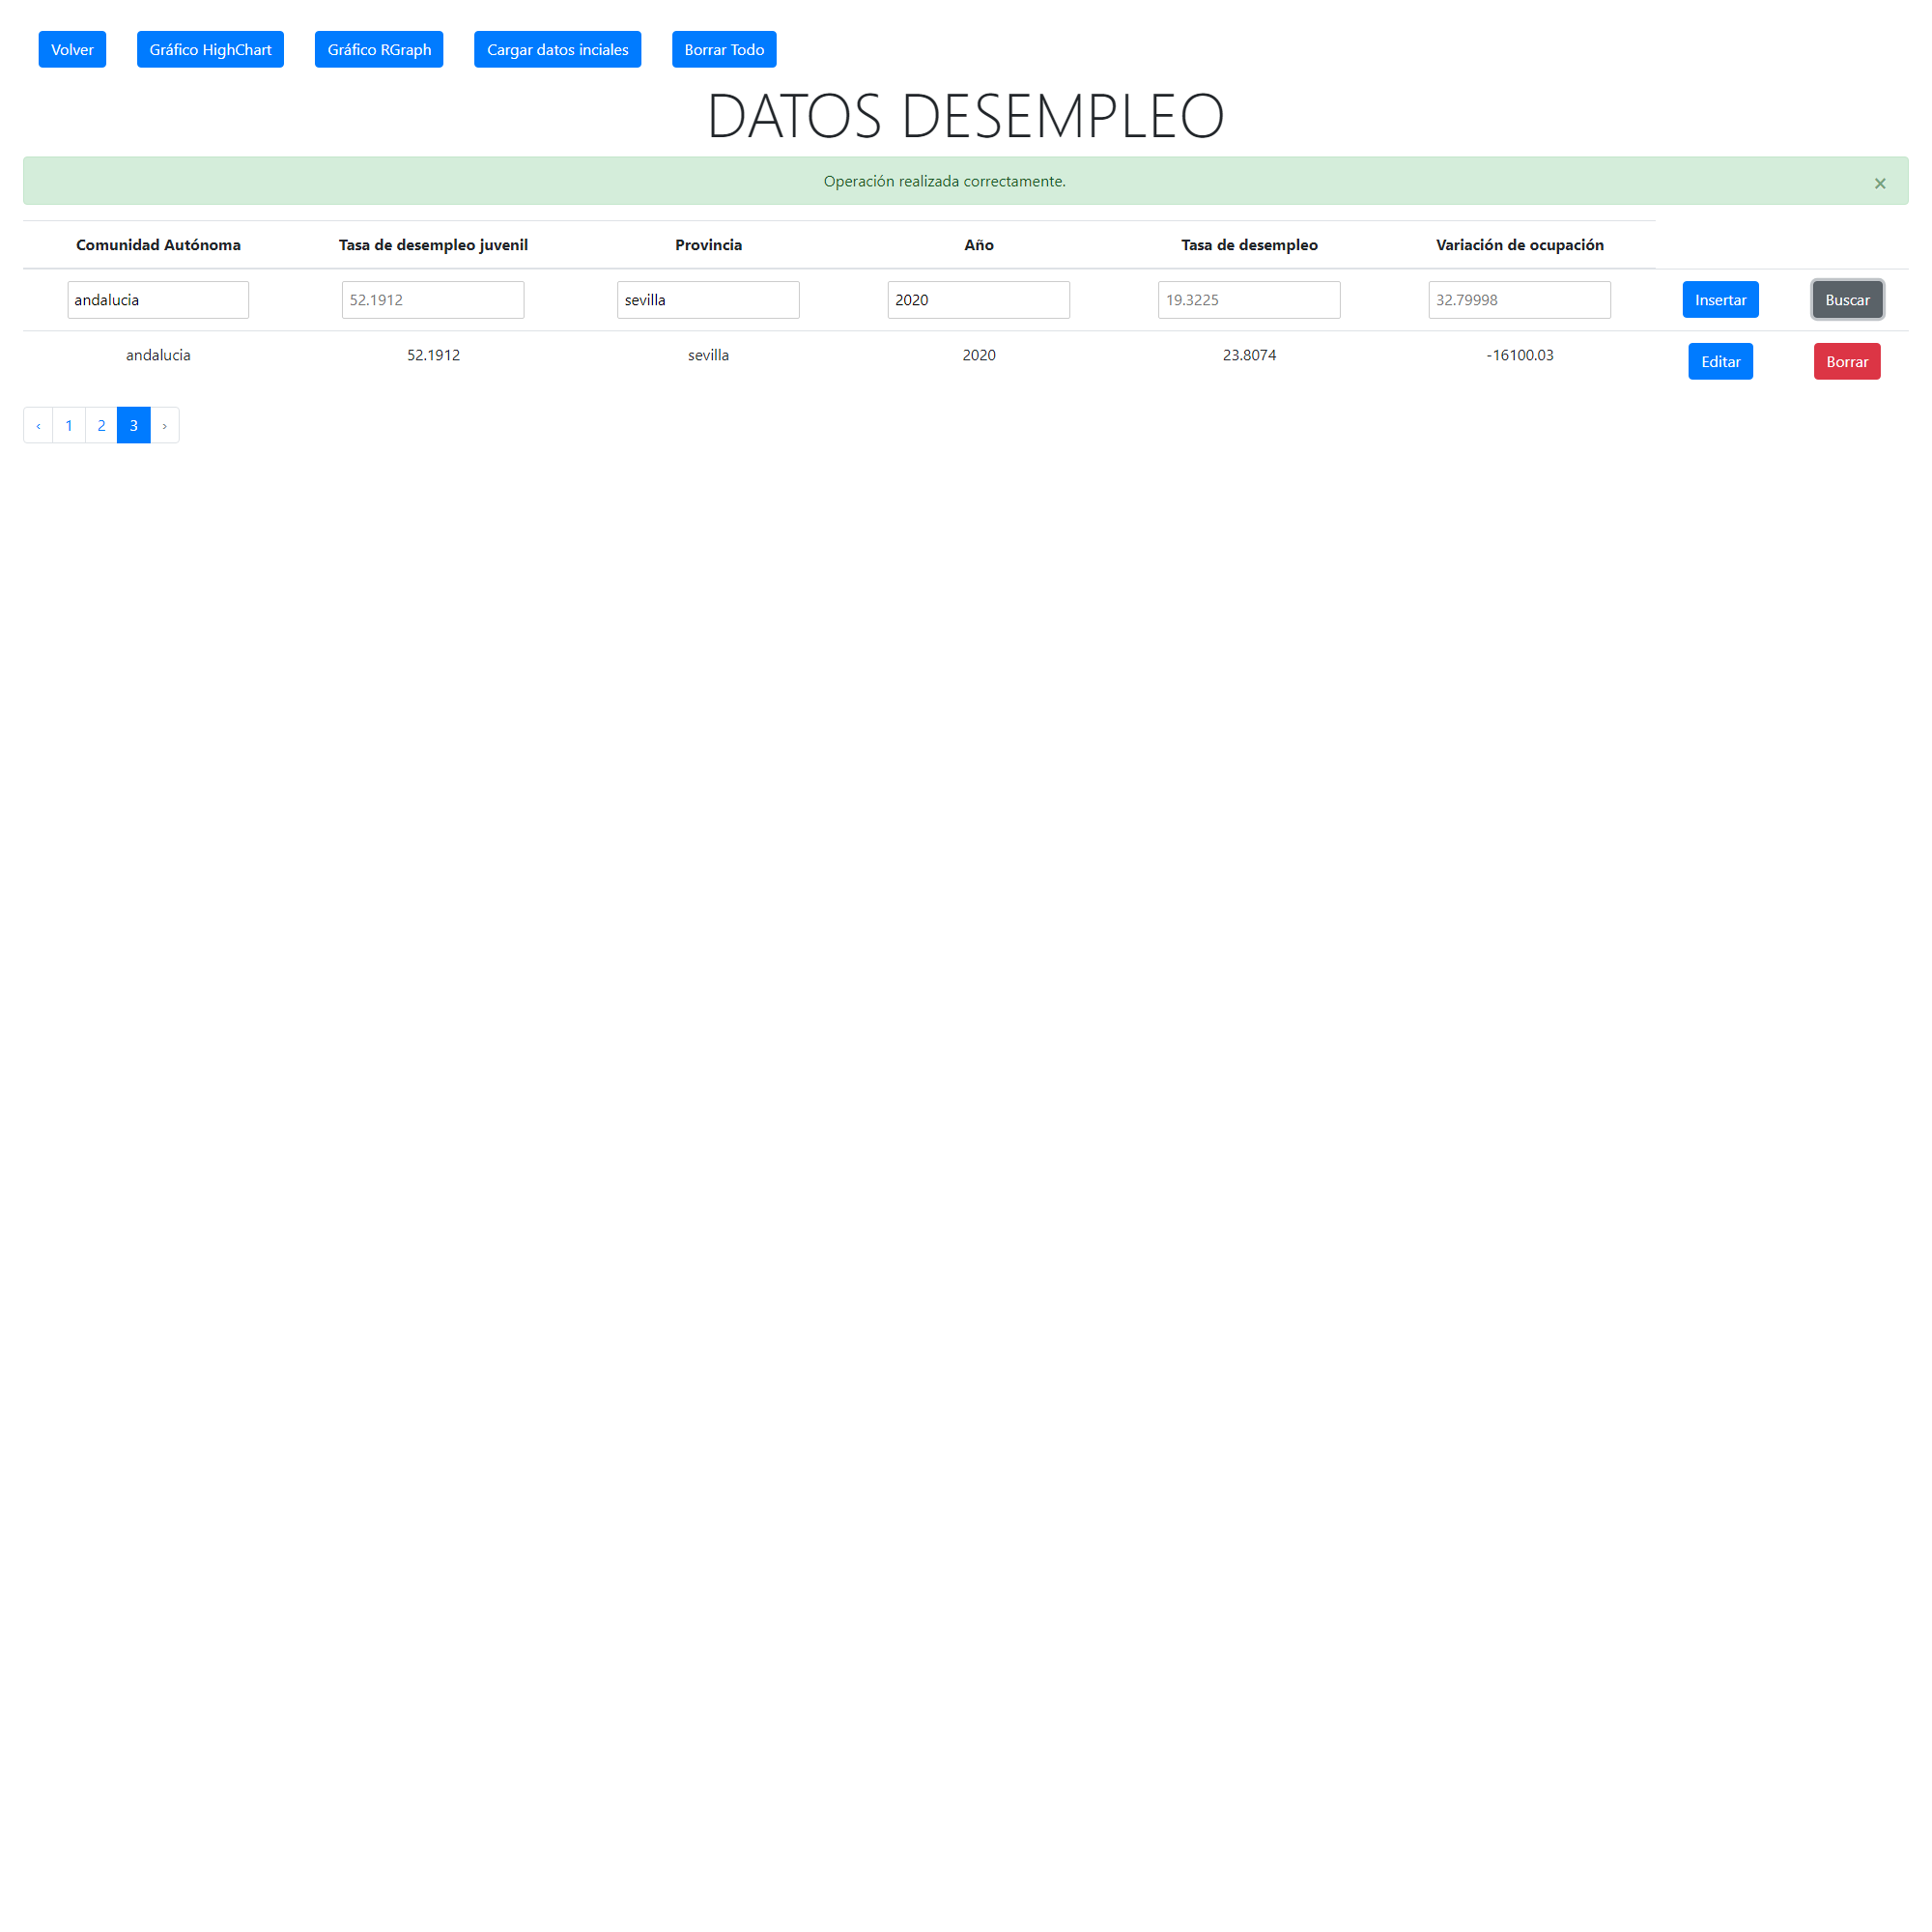 Volver Gráfico HighChart Gráfico RGraph Cargar datos inciales Borrar Todo
DATOS DESEMPLEO
Operación realizada correctamente. ×
Comunidad Autónoma Tasa de desempleo juvenil Provincia Año Tasa de desempleo Variación de ocupación
andalucia 52.1912 sevilla 2020 19.3225 32.79998 Insertar Buscar
andalucia 52.1912 sevilla 2020 23.8074 -16100.03 Editar Borrar
‹ 1 2 3 ›